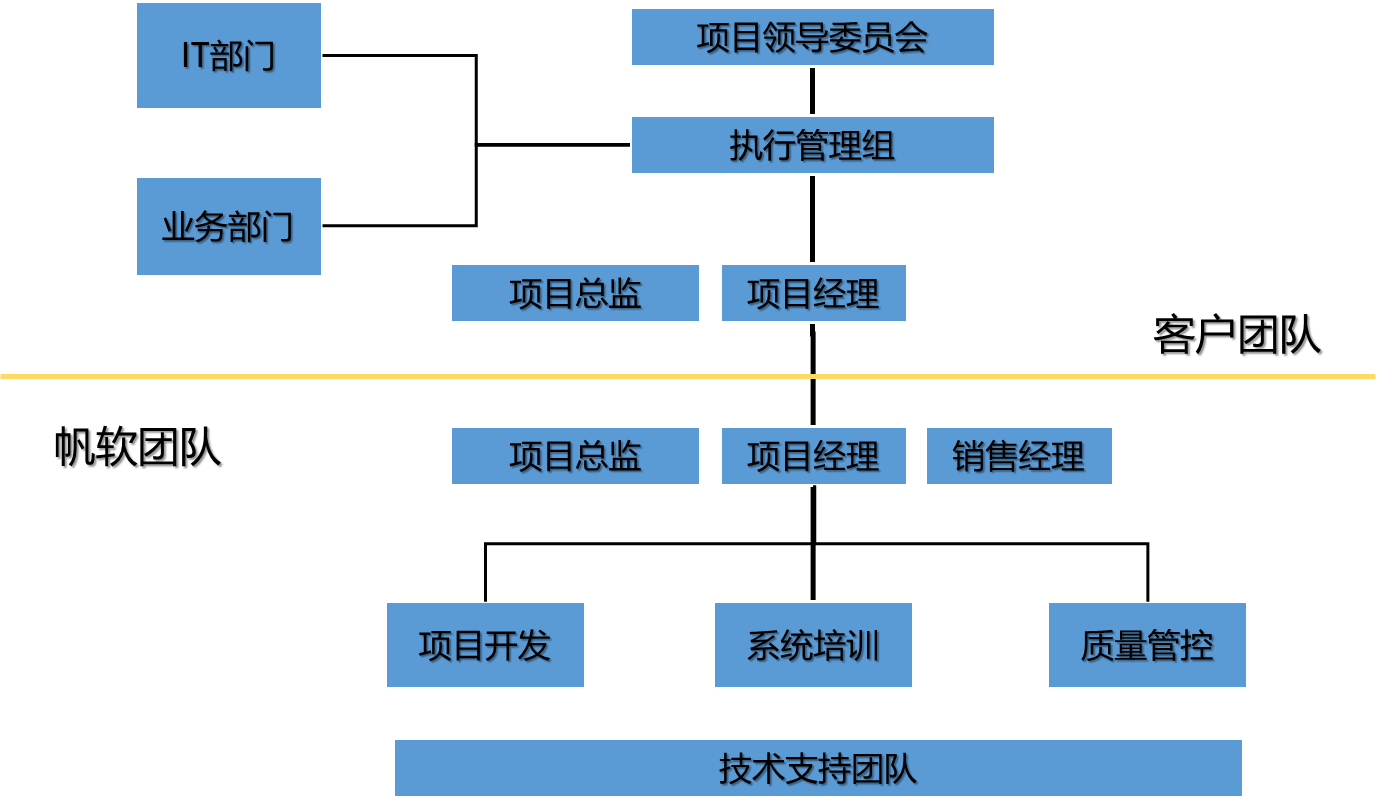 IT部门
项目领导委员会
执行管理组
业务部门
项目总监
项目经理
客户团队
帆软团队
项目总监
项目经理
销售经理
项目开发
系统培训
质量管控
技术支持团队